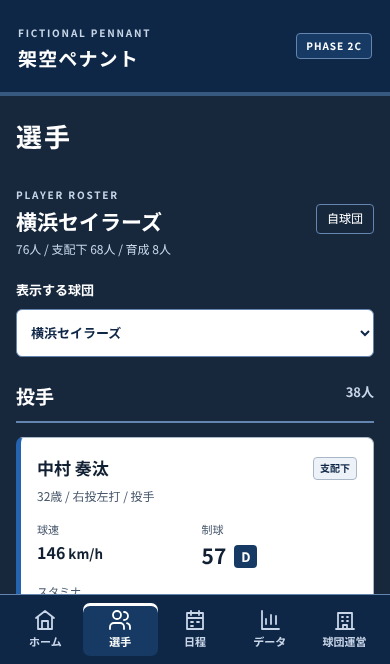 FICTIONAL PENNANT
架空ペナント
PHASE 2C
選手
PLAYER ROSTER
横浜セイラーズ
76人 / 支配下 68人 / 育成 8人
自球団
表示する球団
横浜セイラーズ
投手
38人
中村 奏汰
支配下
32歳 / 右投左打 / 投手
球速
制球
146 km/h
57 D
スタミナ
ホーム
選手
日程
データ
球団運営